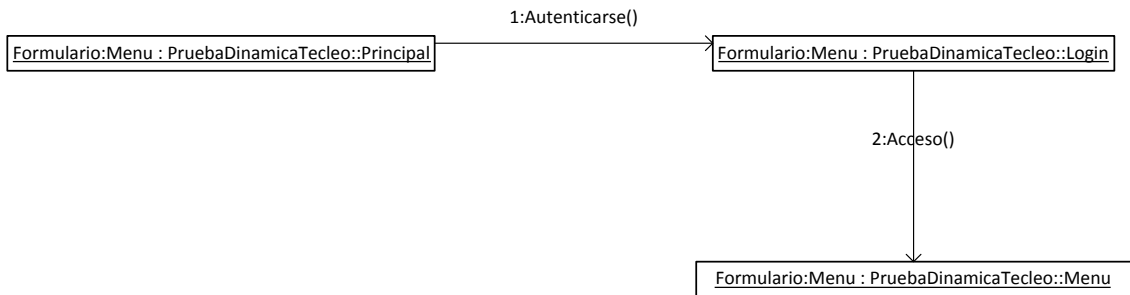 1:Autenticarse()
Formulario:Menu : PruebaDinamicaTecleo::Principal
Formulario:Menu : PruebaDinamicaTecleo::Login
2:Acceso()
Formulario:Menu : PruebaDinamicaTecleo::Menu